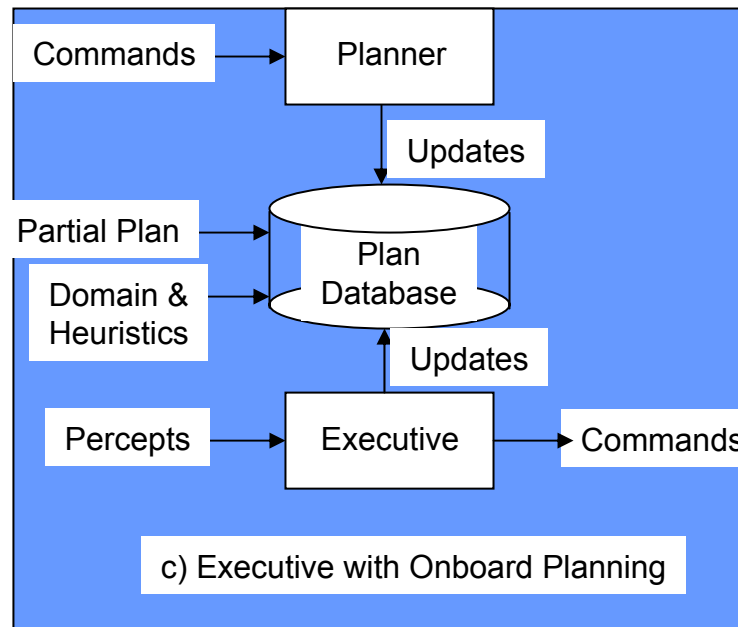 Commands
Planner
Updates
Partial Plan
Plan
Database
Domain &
Heuristics
Updates
Percepts
Executive
Commands
c) Executive with Onboard Planning